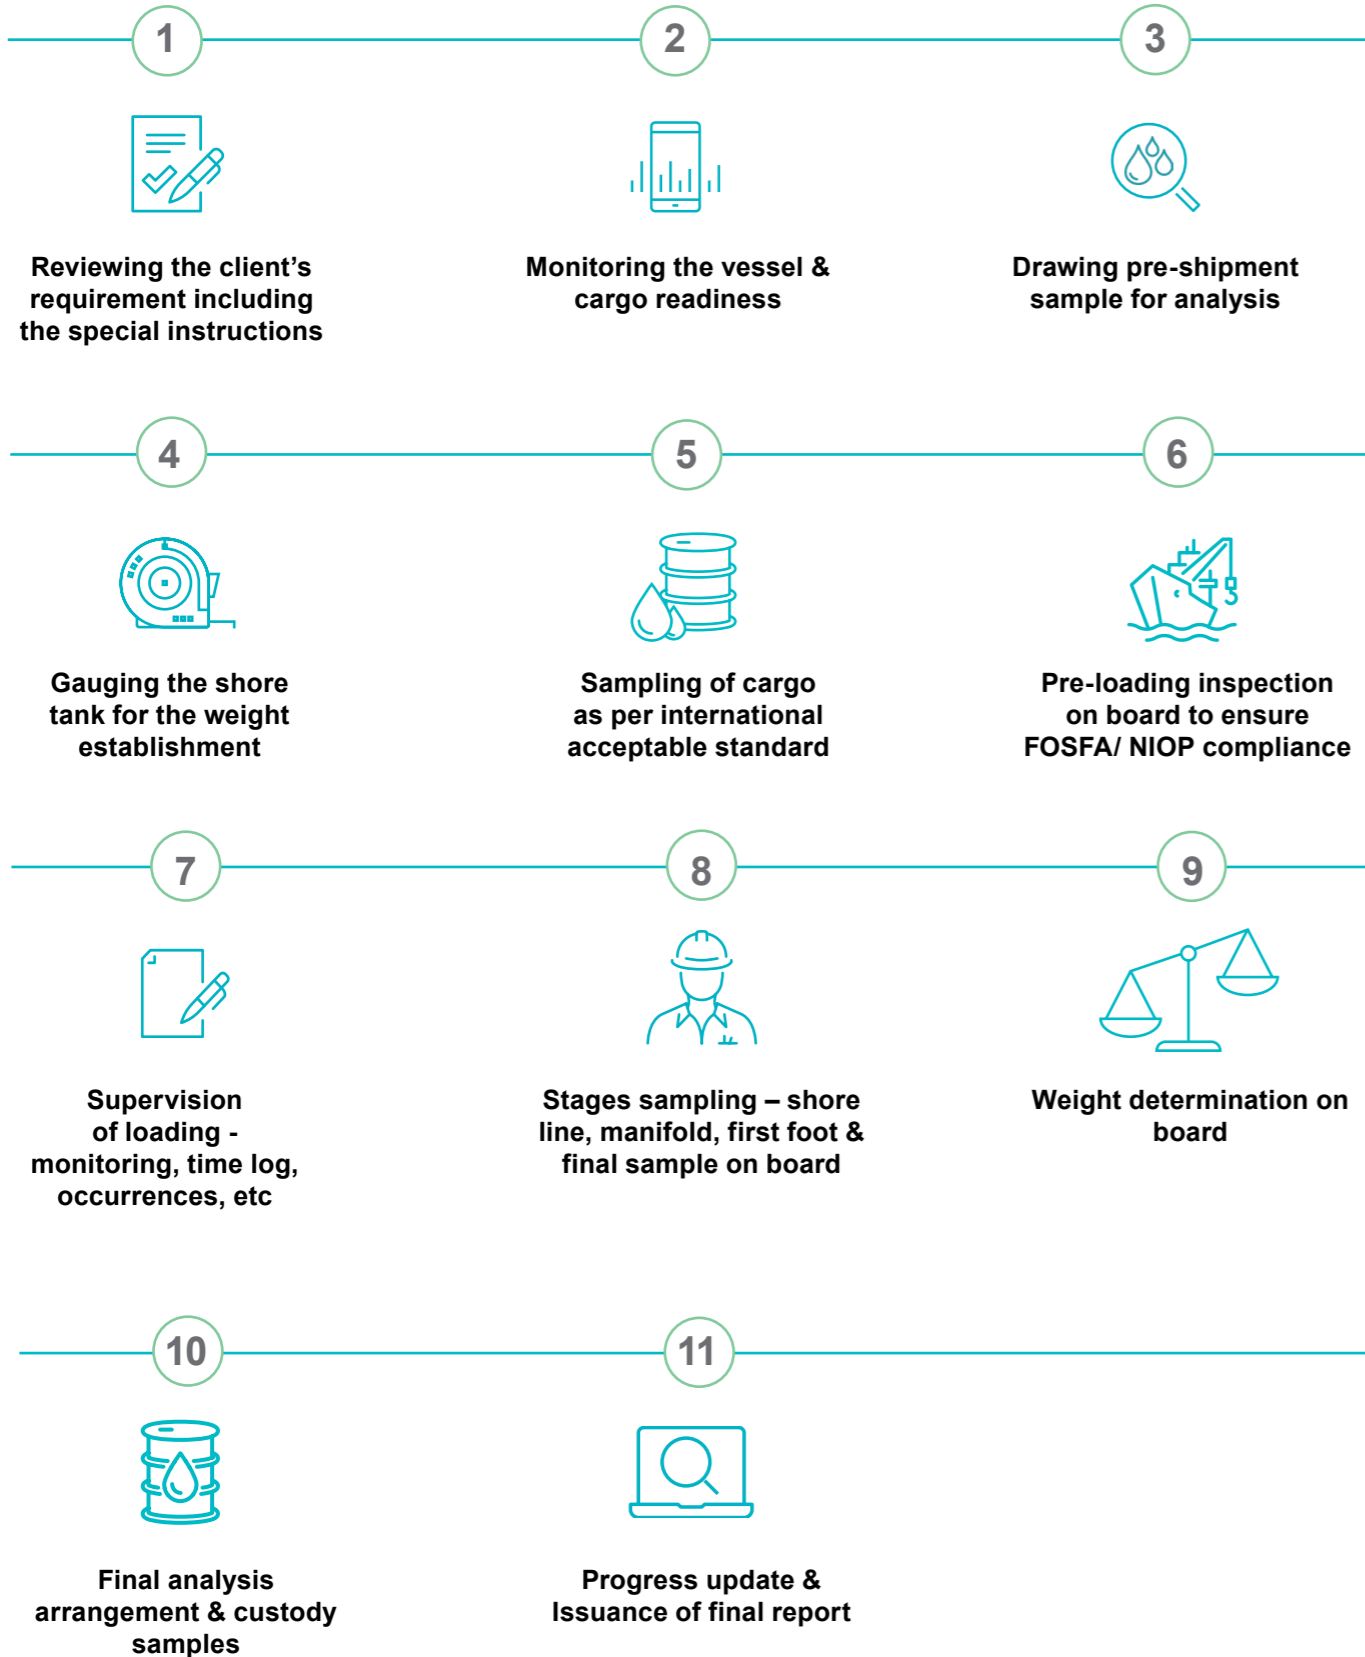 1
2
3
Reviewing the client's
requirement including
the special instructions
Monitoring the vessel &
cargo readiness
Drawing pre-shipment
sample for analysis
4
5
6
Gauging the shore
tank for the weight
establishment
Sampling of cargo
as per international
acceptable standard
Pre-loading inspection
on board to ensure
FOSFA/ NIOP compliance
7
8
9
Supervision
of loading -
monitoring, time log,
occurrences, etc
Stages sampling – shore
line, manifold, first foot &
final sample on board
Weight determination on
board
10
11
Final analysis
arrangement & custody
samples
Progress update &
Issuance of final report